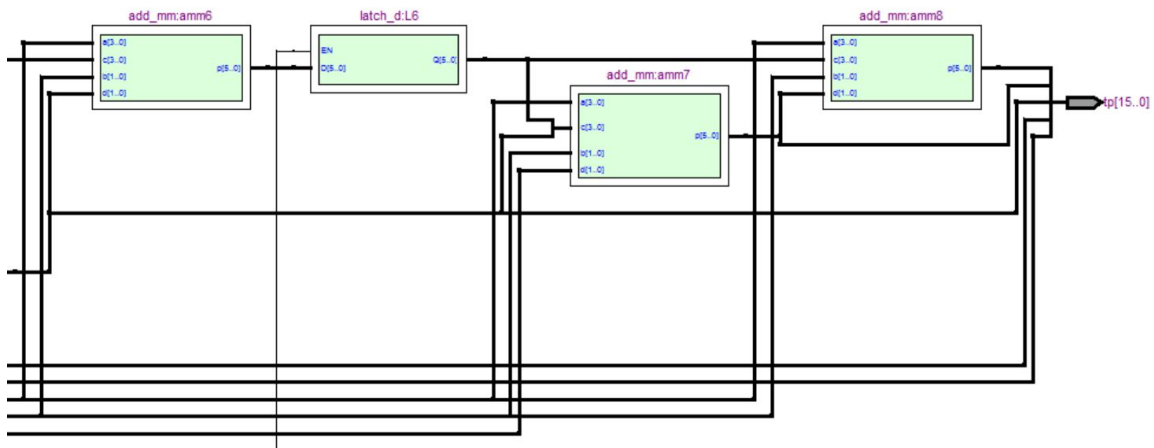 add_mm:amm6
a[3..0]
c[3..0]
b[1..0]
d[1..0]
p[5..0]
latch_d:L6
EN
D[5..0]
Q[5..0]
add_mm:amm7
a[3..0]
c[3..0]
b[1..0]
d[1..0]
p[5..0]
add_mm:amm8
a[3..0]
c[3..0]
b[1..0]
d[1..0]
p[5..0]
tp[15..0]